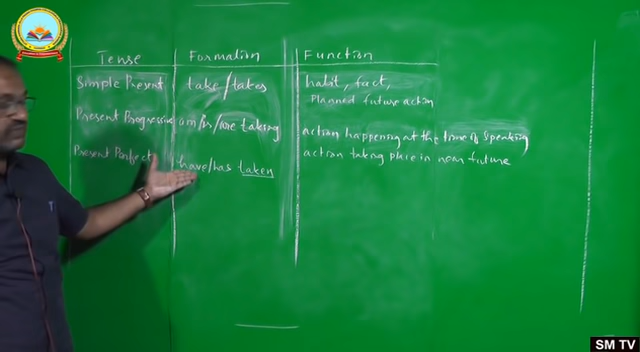 Tense Formation Function
Simple Present take/takes habit, fact,
Planned future action
Present Progressive am/is/are taking
action happening at the time of speaking
Present Perfect have/has taken action taking place in near future
SM TV